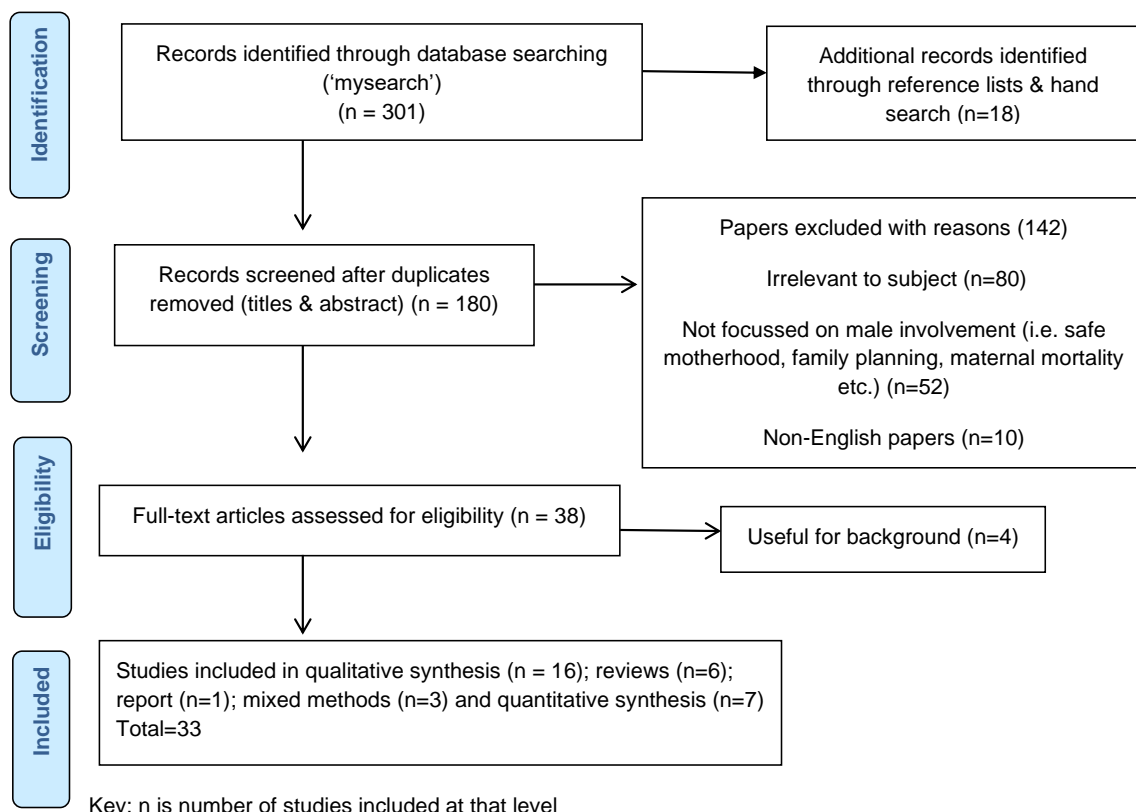 Identification
Records identified through database searching
(‘mysearch’)
(n = 301)
Additional records identified
through reference lists & hand
search (n=18)
Screening
Records screened after duplicates
removed (titles & abstract) (n = 180)
Papers excluded with reasons (142)
Irrelevant to subject (n=80)
Not focussed on male involvement (i.e. safe
motherhood, family planning, maternal mortality
etc.) (n=52)
Non-English papers (n=10)
Eligibility
Full-text articles assessed for eligibility (n = 38)
Useful for background (n=4)
Included
Studies included in qualitative synthesis (n = 16); reviews (n=6);
report (n=1); mixed methods (n=3) and quantitative synthesis (n=7)
Total=33
Key: n is number of studies included at that level